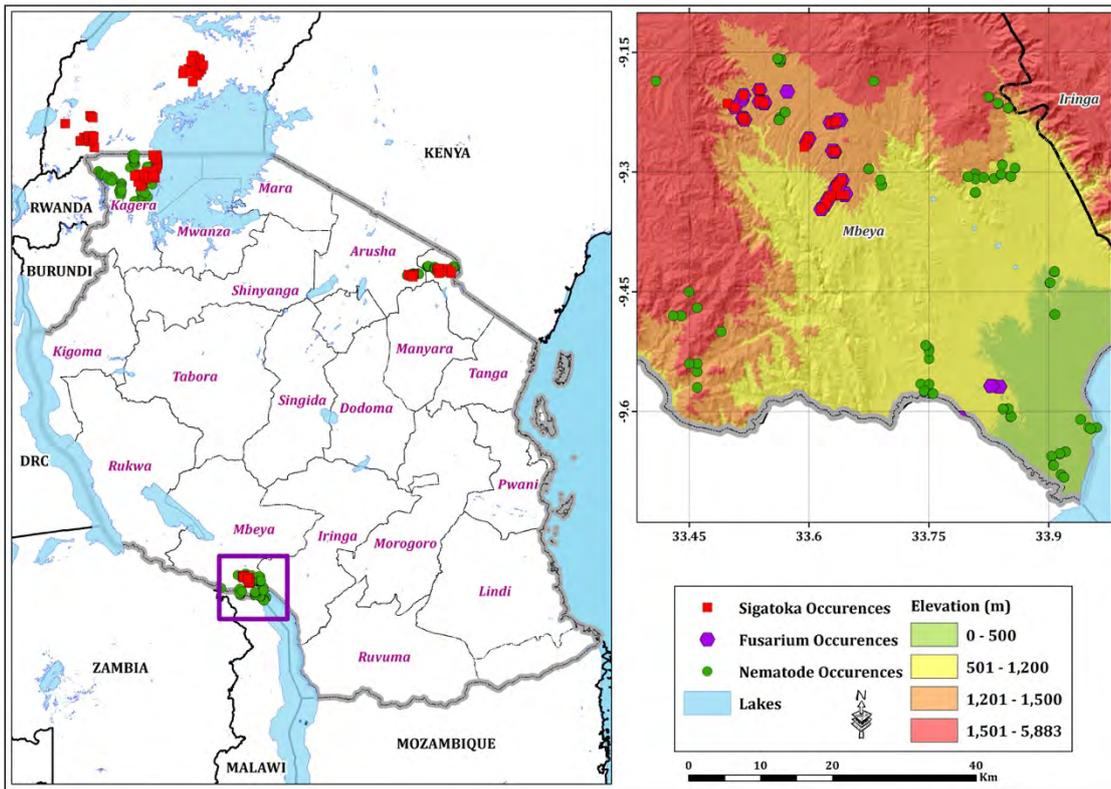 KENYA
Mara
RWANDA
Kagera
Mwanza
BURUNDI
Arusha
Shinyanga
Kigoma
Manyara
Tabora
Tanga
Singida
Dodoma
DRC
Rukwa
Pwani
Mbeya
Iringa
Morogoro
Lindi
ZAMBIA
Ruvuma
MOZAMBIQUE
MALAWI
-9.15
-9.3
-9.45
-9.6
Iringa
Mbeya
33.45 33.6 33.75 33.9
Sigatoka Occurences
Fusarium Occurences
Nematode Occurences
Lakes
N
Elevation (m)
0 - 500
501 - 1,200
1,201 - 1,500
1,501 - 5,883
0 10 20 40
Km